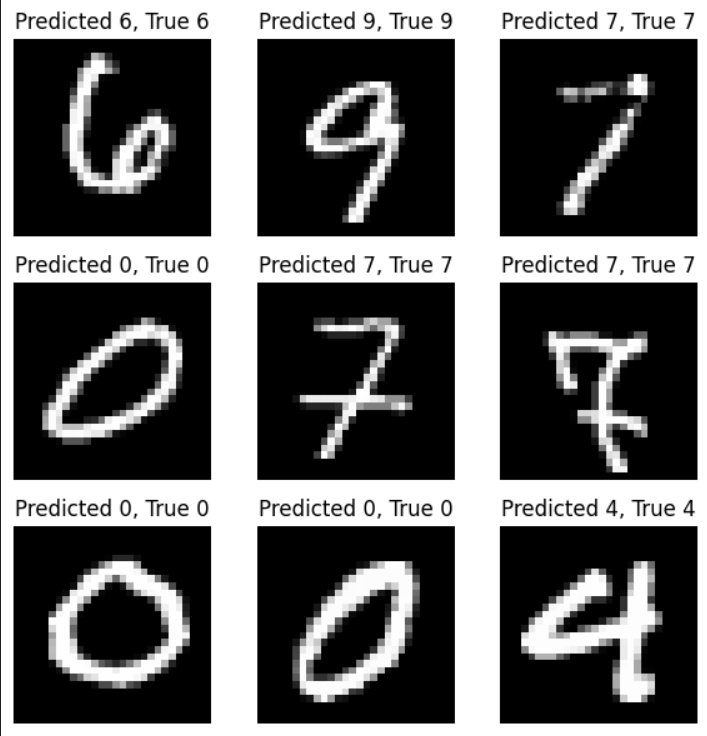 Predicted 6, True 6
Predicted 9, True 9
Predicted 7, True 7
6
9
7
Predicted 0, True 0
Predicted 7, True 7
Predicted 7, True 7
0
7
7
Predicted 0, True 0
Predicted 0, True 0
Predicted 4, True 4
0
0
4